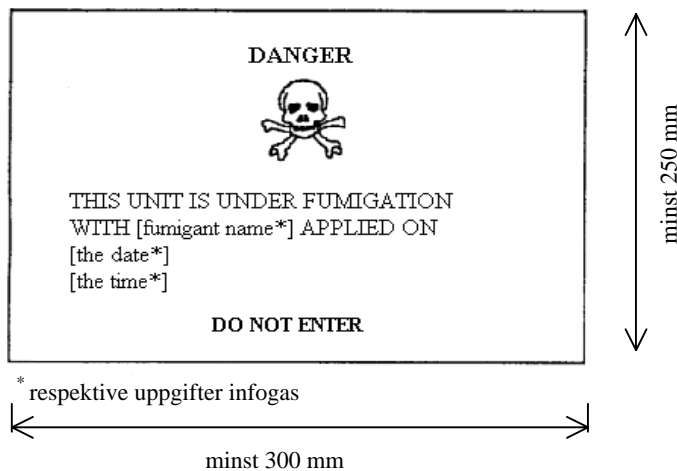 DANGER
THIS UNIT IS UNDER FUMIGATION
WITH [fumigant name*] APPLIED ON
[the date*]
[the time*]
DO NOT ENTER
* respektive uppgifter infogas
minst 300 mm
minst 250 mm